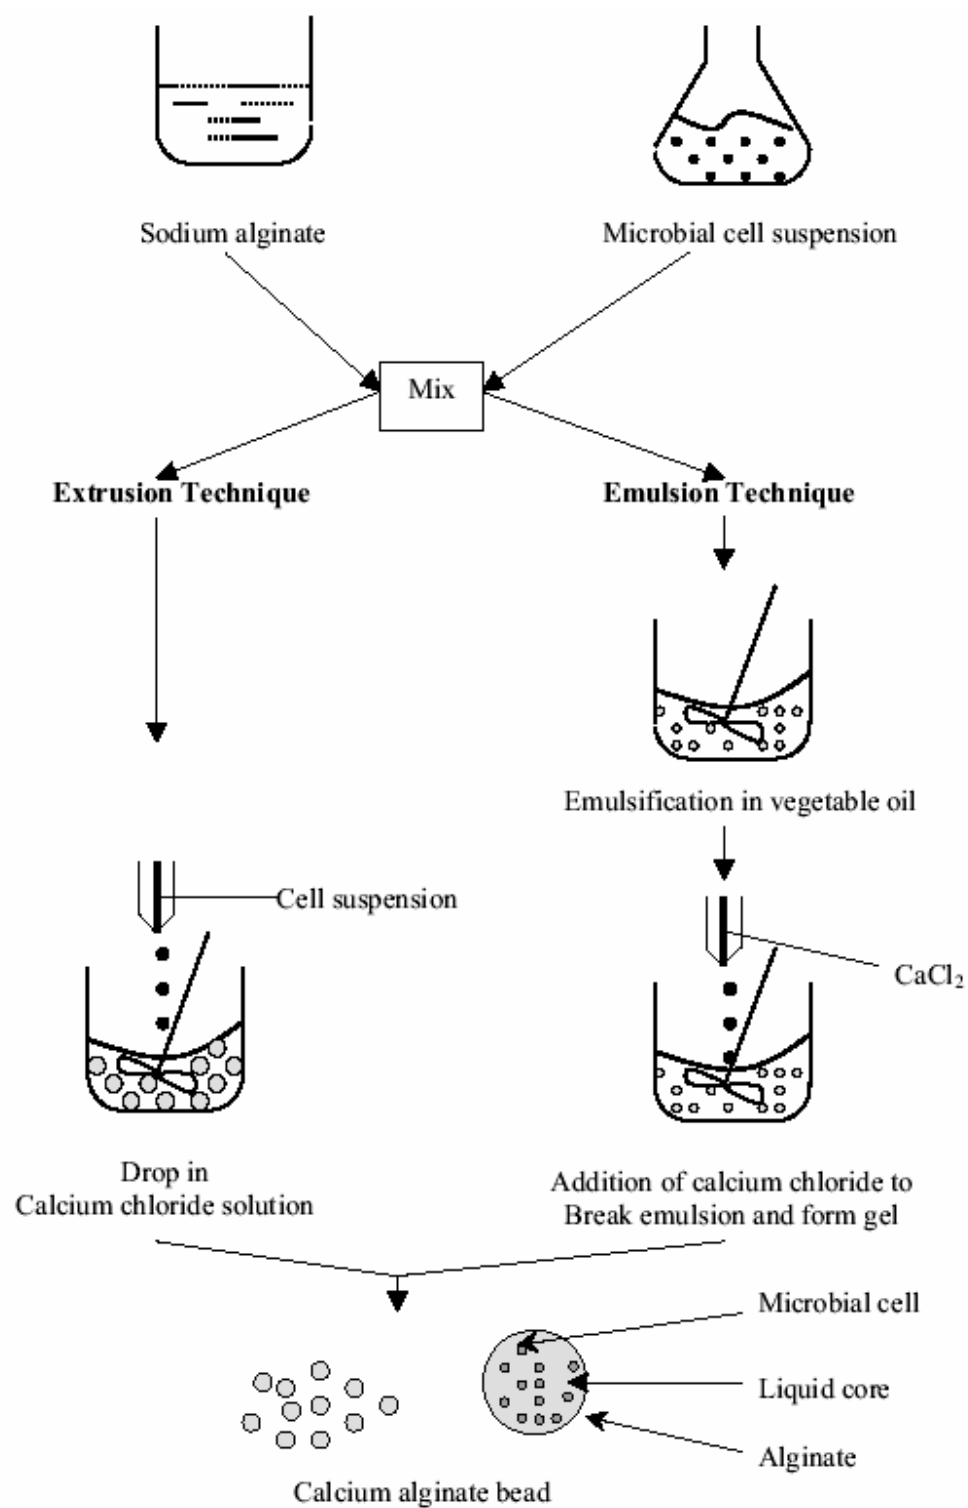 Sodium alginate
Microbial cell suspension
Mix
Extrusion Technique
Emulsion Technique
Emulsification in vegetable oil
Cell suspension
CaCl₂
Drop in
Calcium chloride solution
Addition of calcium chloride to
Break emulsion and form gel
Microbial cell
Liquid core
Alginate
Calcium alginate bead